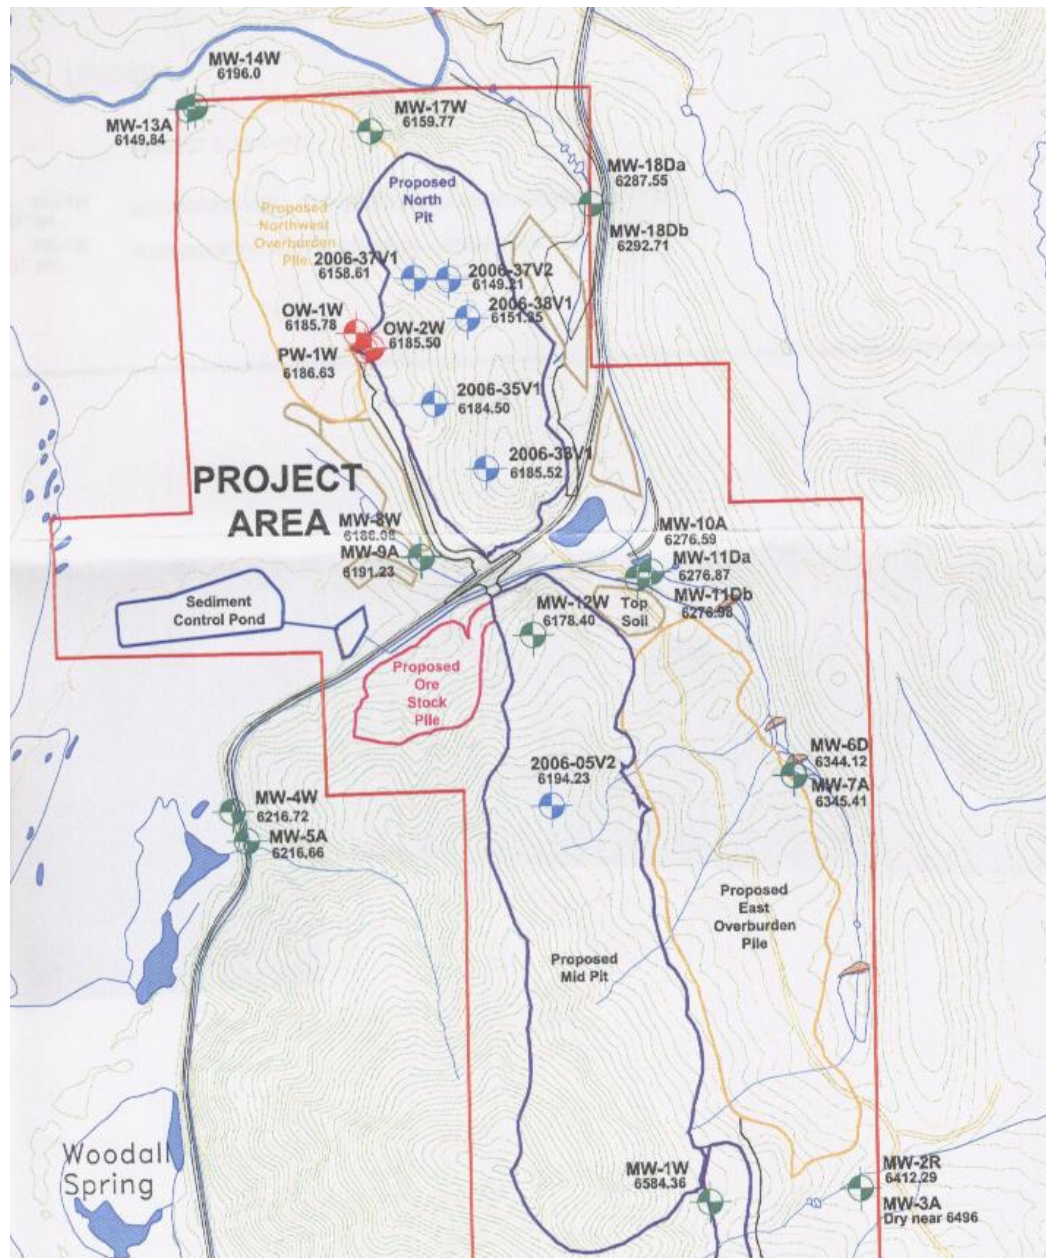 MW-14W
6196.0
MW-13A
6149.84
MW-17W
6159.77
Proposed
North
Pit
MW-18Da
6287.55
MW-18Db
6292.71
Proposed
Northwest
Overburden
Pile
2006-37V1
6158.61
2006-37V2
6149.21
2006-38V1
6151.35
OW-1W
6185.78
OW-2W
6185.50
PW-1W
6186.63
2006-35V1
6184.50
2006-33V1
6185.52
PROJECT
AREA
MW-8W
MW-9A
6191.23
MW-10A
6276.59
MW-11Da
6276.87
MW-11Db
6276.98
Sediment
Control Pond
MW-12W
6178.40
Top
Soil
Proposed
Ore
Stock
Pile
2006-05V2
6194.23
MW-6D
6344.12
MW-7A
6345.41
MW-4W
6216.72
MW-5A
6216.66
Proposed
East
Overburden
Pile
Proposed
Mid Pit
Woodall
Spring
MW-1W
6584.36
MW-2R
6412.29
MW-3A
Dry near 6496